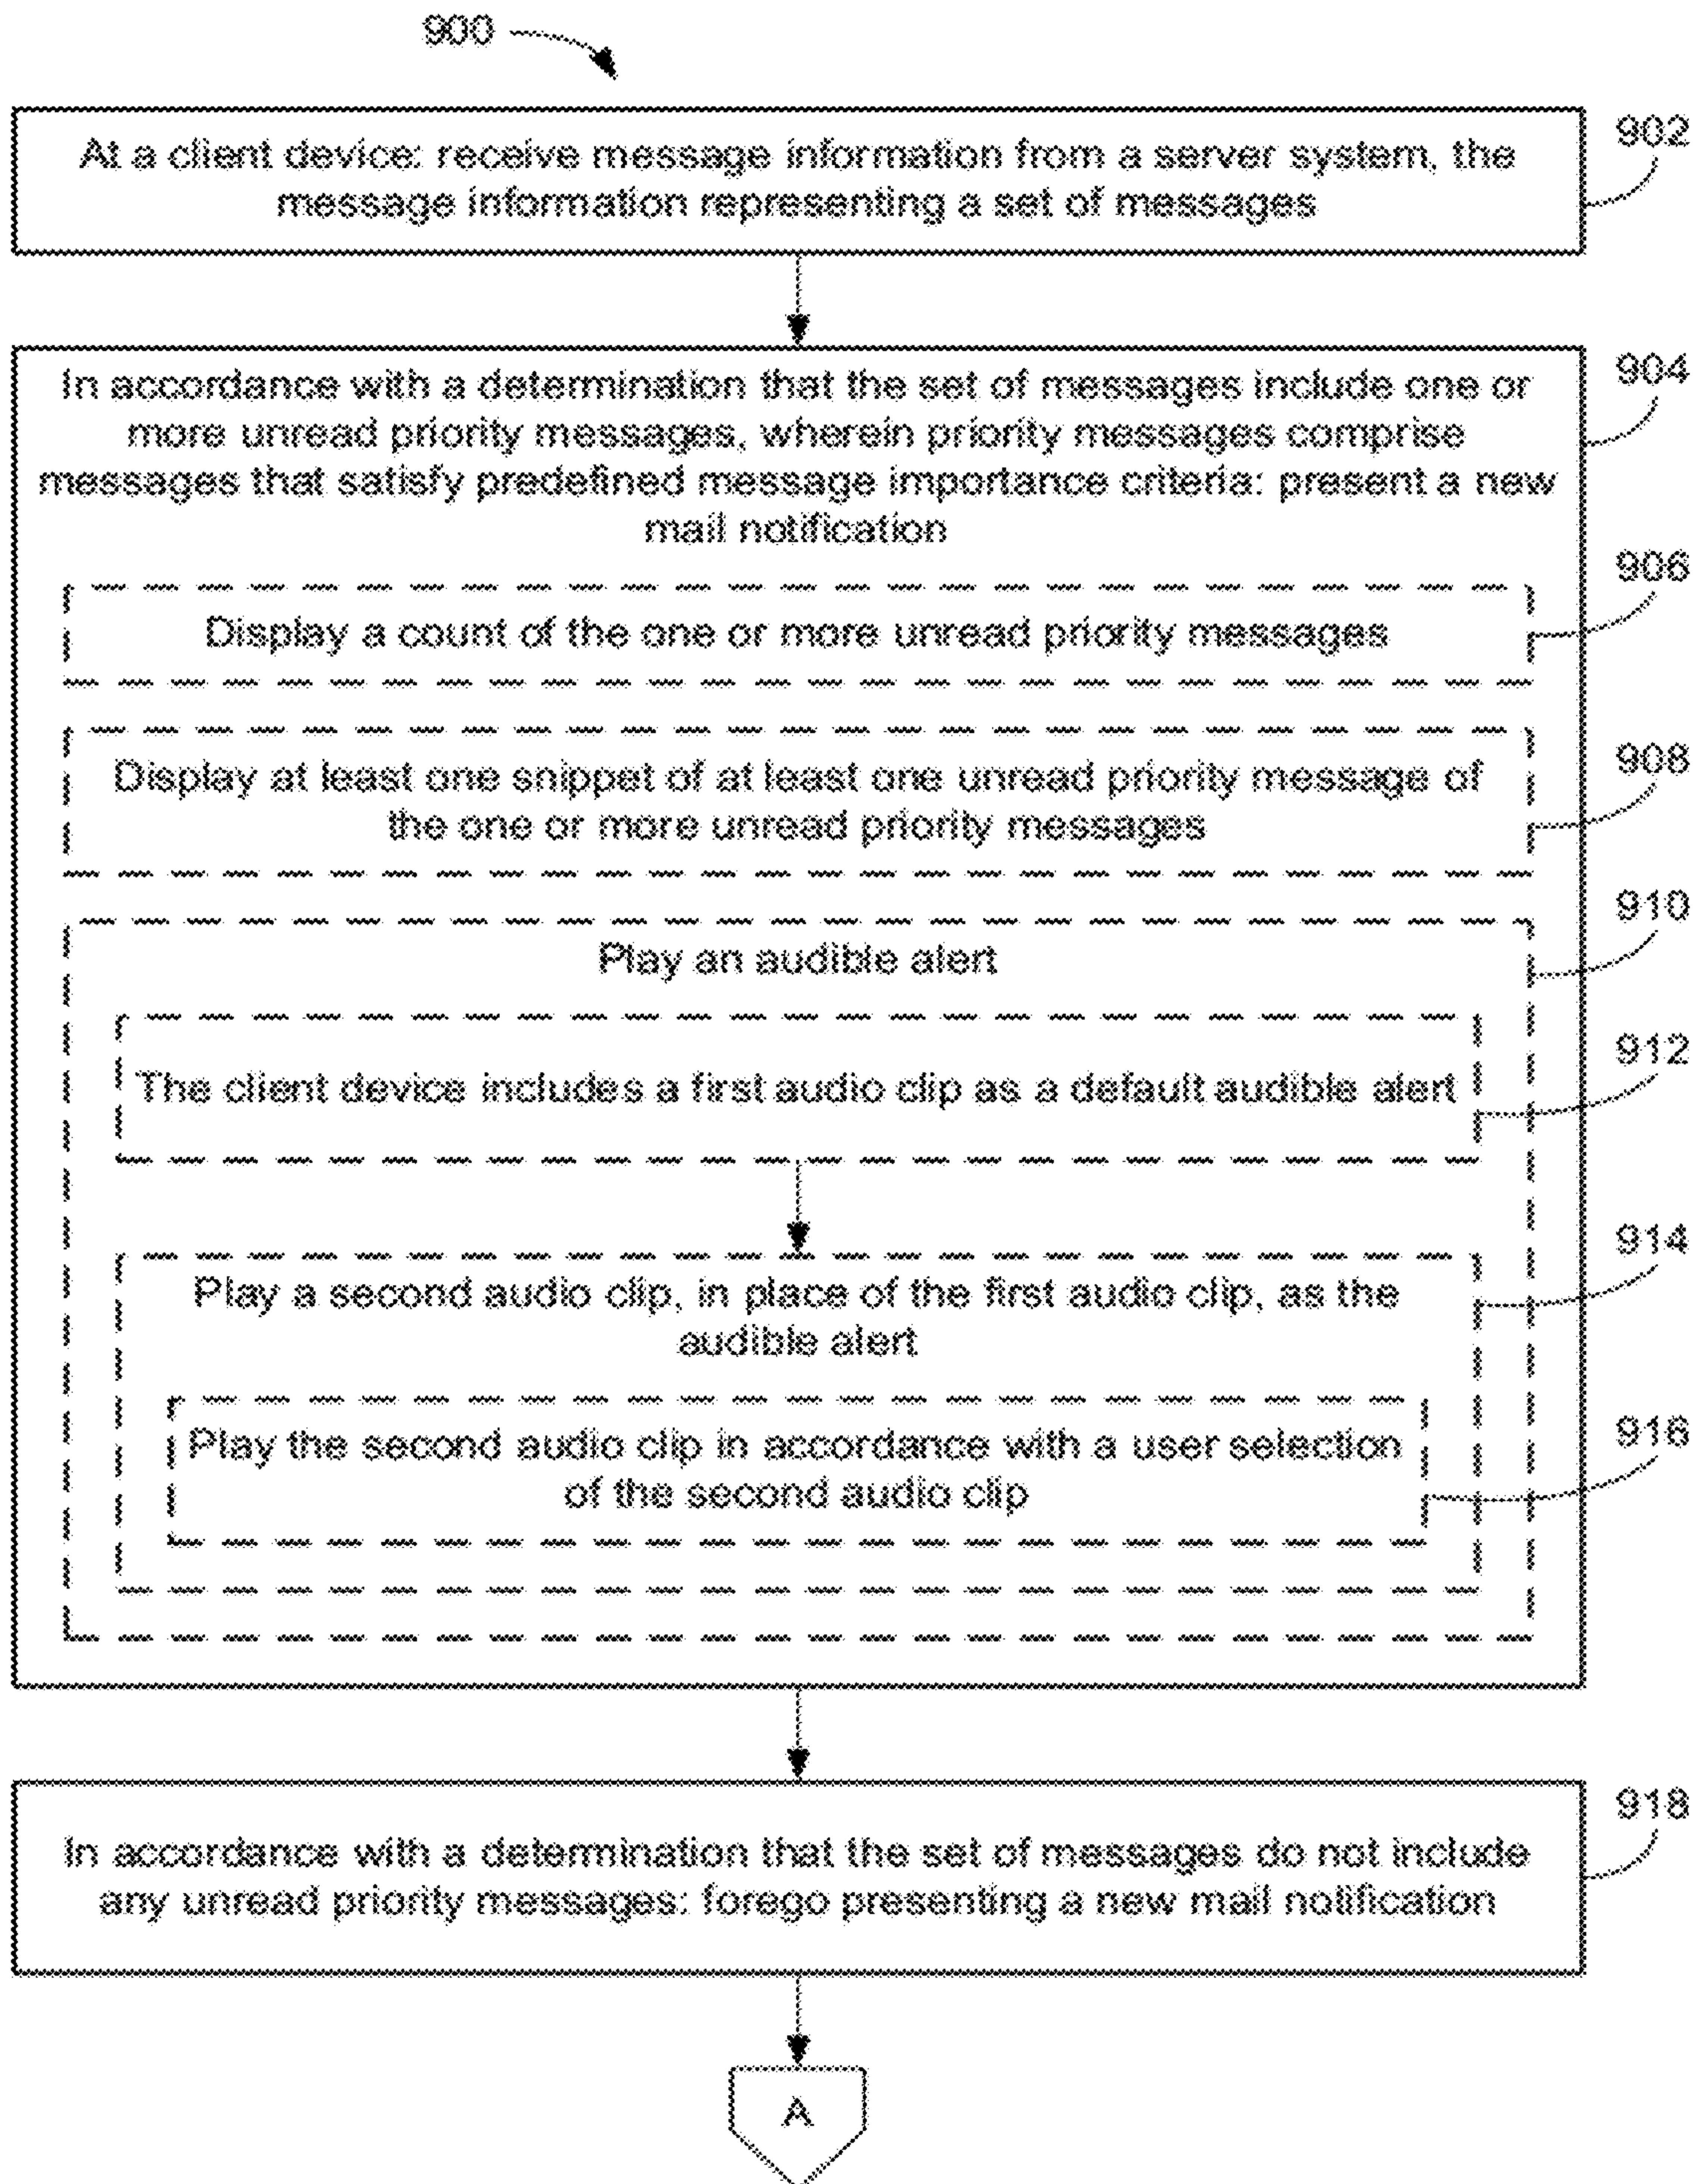 900
At a client device: receive message information from a server system, the
message information representing a set of messages
902
In accordance with a determination that the set of messages include one or
more unread priority messages, wherein priority messages comprise
messages that satisfy predefined message importance criteria: present a new
mail notification
904
Display a count of the one or more unread priority messages
906
Display at least one snippet of at least one unread priority message of
the one or more unread priority messages
908
Play an audible alert
910
The client device includes a first audio clip as a default audible alert
912
Play a second audio clip, in place of the first audio clip, as the
audible alert
914
Play the second audio clip in accordance with a user selection
of the second audio clip
916
In accordance with a determination that the set of messages do not include
any unread priority messages: forego presenting a new mail notification
918
A